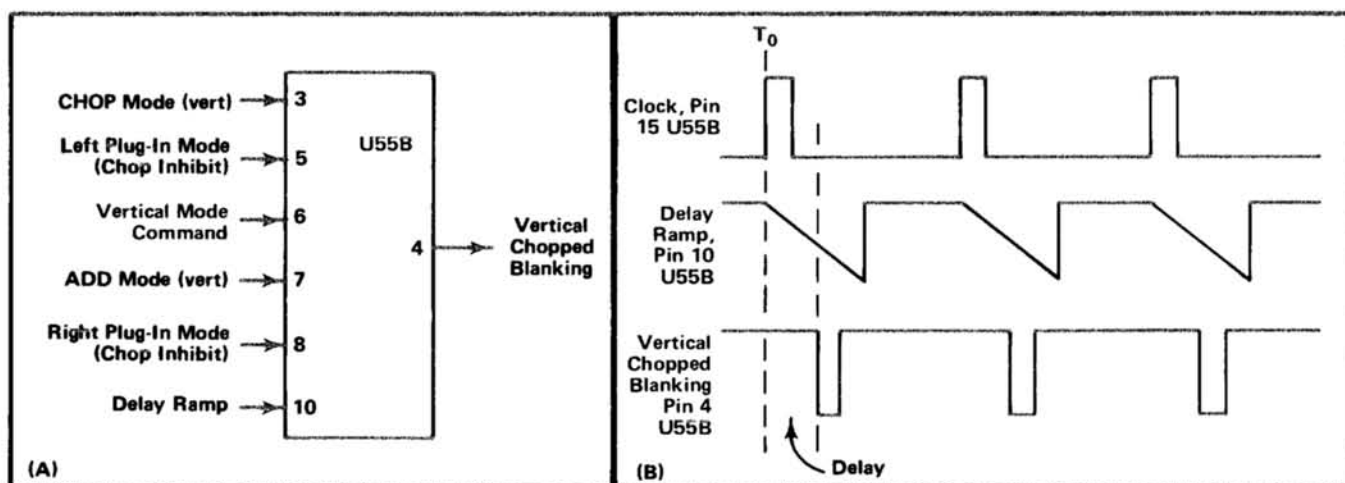 CHOP Mode (vert)
3
Left Plug-In Mode
(Chop Inhibit)
5
U55B
Vertical Mode
Command
6
4
Vertical
Chopped
Blanking
ADD Mode (vert)
7
Right Plug-In Mode
(Chop Inhibit)
8
Delay Ramp
10
(A)
T0
Clock, Pin
15 U55B
Delay
Ramp,
Pin 10
U55B
Vertical
Chopped
Blanking
Pin 4
U55B
Delay
(B)